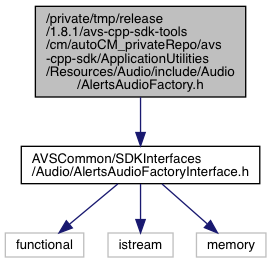 /private/tmp/release
/1.8.1/avs-cpp-sdk-tools
/cm/autoCM_privateRepo/avs
-cpp-sdk/ApplicationUtilities
/Resources/Audio/include/Audio
/AlertsAudioFactory.h
AVSCommon/SDKInterfaces
/Audio/AlertsAudioFactoryInterface.h
functional
istream
memory